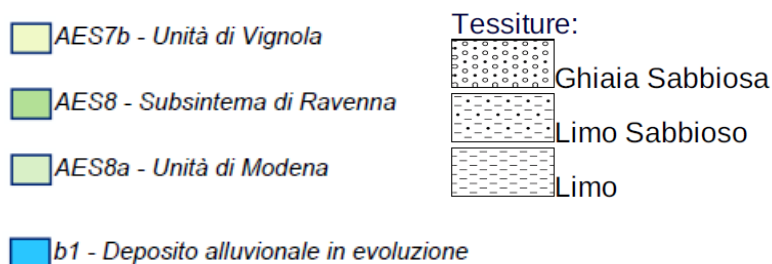 AES7b - Unità di Vignola
AES8 - Subsintema di Ravenna
AES8a - Unità di Modena
b1 - Deposito alluvionale in evoluzione
Tessiture:
Ghiaia Sabbiosa
Limo Sabbioso
Limo